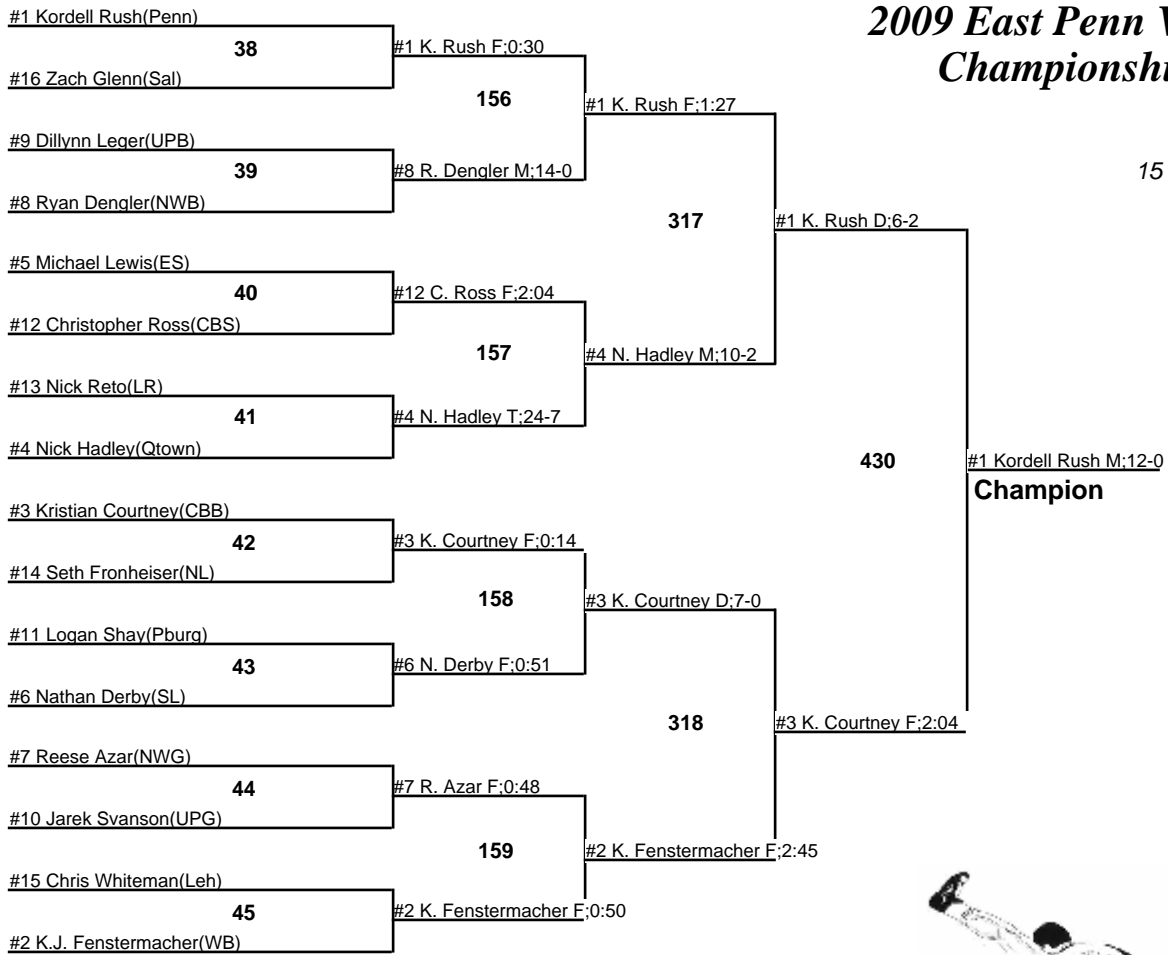 2009 East Penn
Championshi
15
#1 Kordell Rush(Penn)
38
#16 Zach Glenn(Sal)
#1 K. Rush F;0:30
156
#9 Dillynn Leger(UPB)
39
#8 Ryan Dengler(NWB)
#8 R. Dengler M;14-0
#1 K. Rush F;1:27
317
#5 Michael Lewis(ES)
40
#12 Christopher Ross(CBS)
#12 C. Ross F;2:04
157
#13 Nick Reto(LR)
41
#4 Nick Hadley(Qtown)
#4 N. Hadley T;24-7
#4 N. Hadley M;10-2
#1 K. Rush D;6-2
430
#1 Kordell Rush M;12-0
Champion
#3 Kristian Courtney(CBB)
42
#14 Seth Fronheiser(NL)
#3 K. Courtney F;0:14
158
#11 Logan Shay(Pburg)
43
#6 Nathan Derby(SL)
#6 N. Derby F;0:51
#3 K. Courtney D;7-0
318
#3 K. Courtney F;2:04
#7 Reese Azar(NWG)
44
#10 Jarek Svanson(UPG)
#7 R. Azar F;0:48
159
#2 K. Fenstermacher F;2:45
#15 Chris Whiteman(Leh)
45
#2 K.J. Fenstermacher(WB)
#2 K. Fenstermacher F;0:50